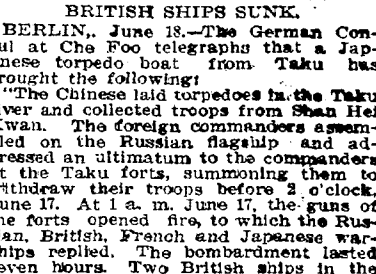 BRITISH SHIPS SUNK.
BERLIN, June 18.—The German Con-
ul at Che Foo telegraphs that a Jap-
nese torpedo boat from Taku has
rought the following:
"The Chinese laid torpedoes in the Taku
iver and collected troops from Shan Hei
Kwan. The foreign commanders assem-
led on the Russian flagship and ad-
ressed an ultimatum to the commanders
t the Taku forts, summoning them to
ithdraw their troops before 2 o'clock,
une 17. At 1 a. m. June 17, the guns of
he forts opened fire, to which the Rus-
ian, British, French and Japanese war-
hips replied. The bombardment lasted
even hours. Two British ships in the